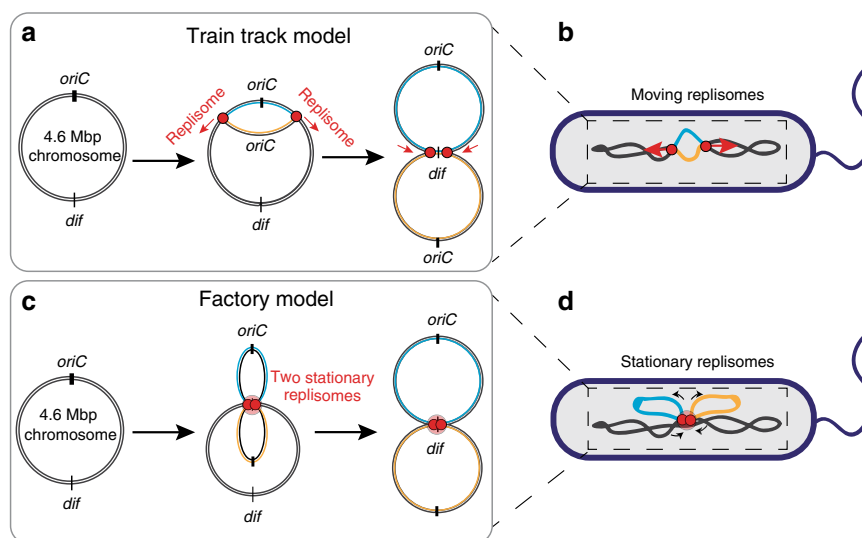 a
Train track model
oriC
4.6 Mbp
chromosome
dif
Replisome
oriC
Replisome
oriC
dif
oriC
dif
oriC
b
Moving replisomes
c
Factory model
oriC
4.6 Mbp
chromosome
dif
oriC
Two stationary
replisomes
dif
oriC
dif
d
Stationary replisomes